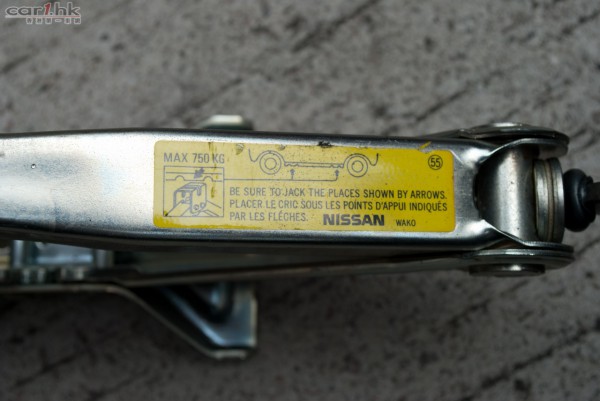 car1.hk
MAX 750 KG
55
BE SURE TO JACK THE PLACES SHOWN BY ARROWS.
PLACER LE CRIC SOUS LES POINTS D'APPUI INDIQUÉS
PAR LES FLÈCHES. NISSAN WAKO